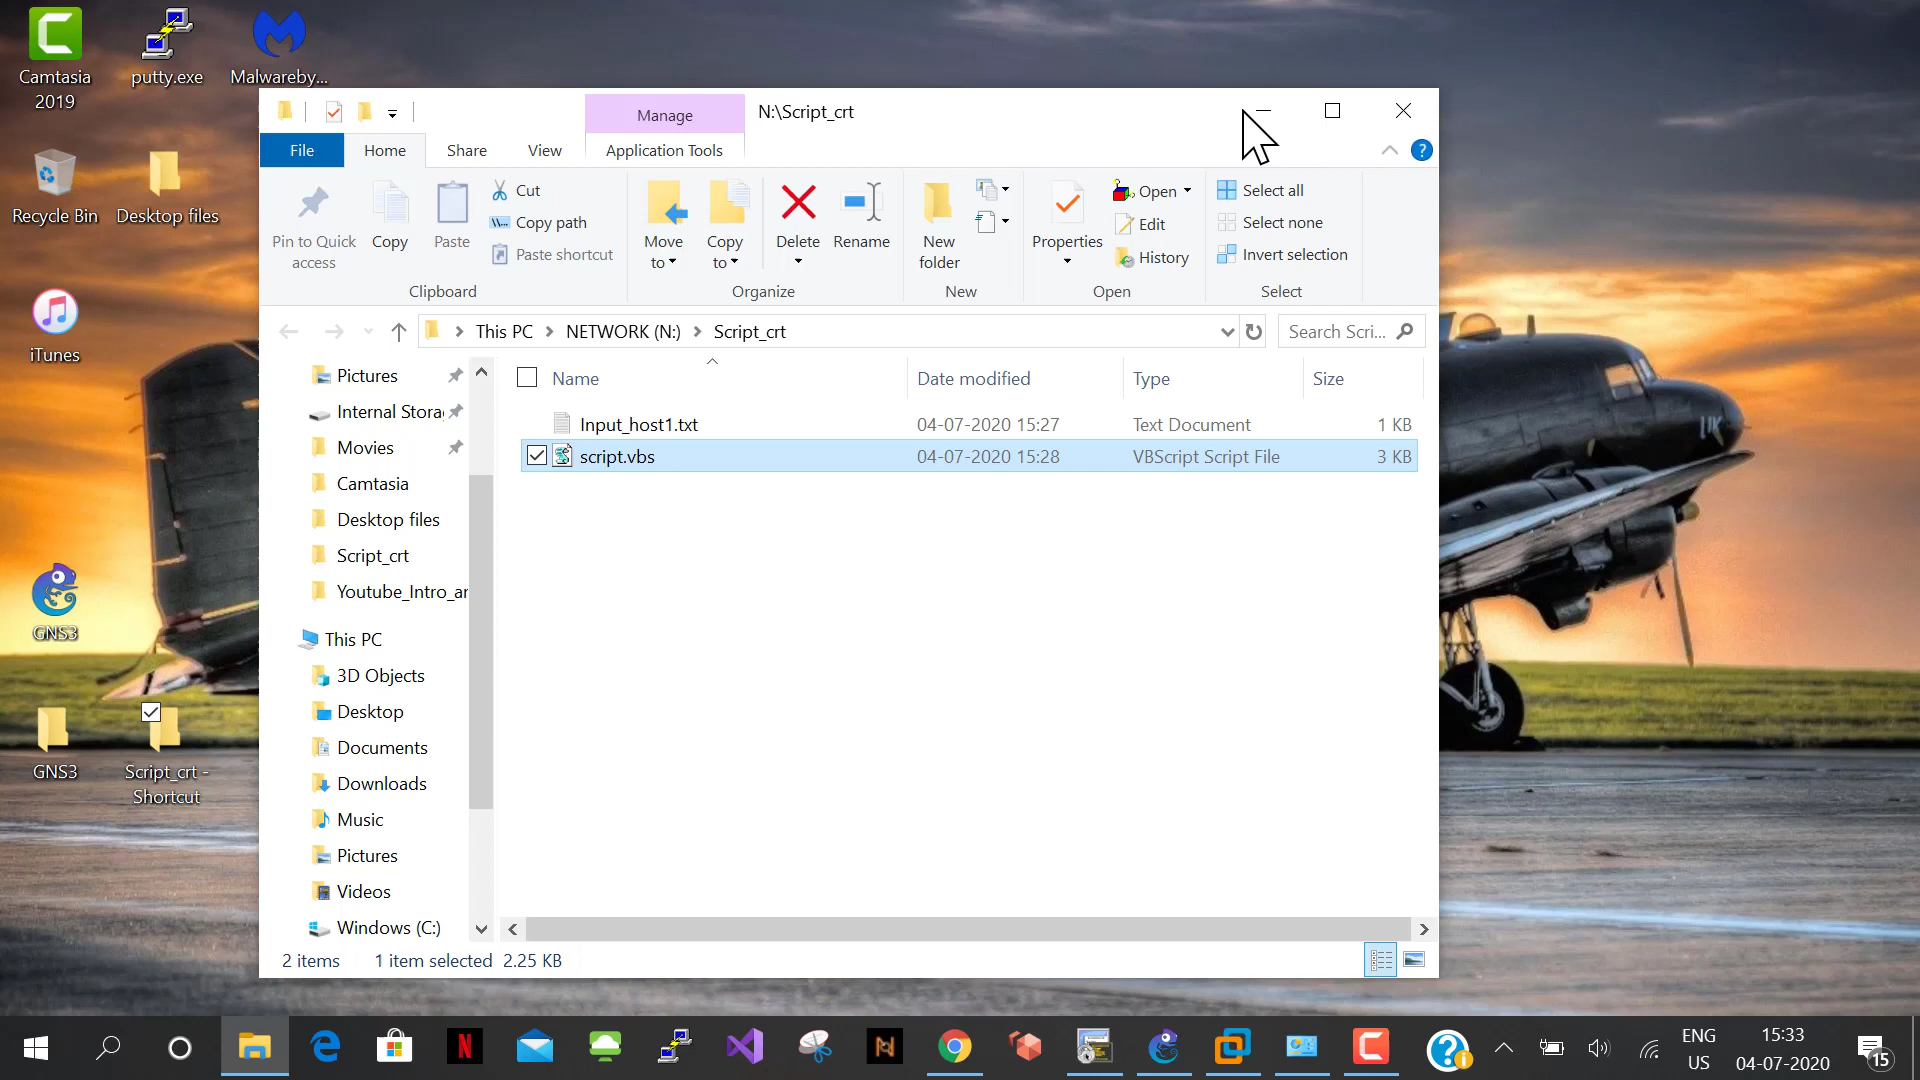 Camtasia
2019
putty.exe
Malwareby...
Recycle Bin
Desktop files
iTunes
GNS3
GNS3
Script_crt -
Shortcut
Manage
N:\Script_crt
File
Home
Share
View
Application Tools
?
Pin to Quick
access
Copy
Paste
Cut
Copy path
Paste shortcut
Clipboard
Move
to
Copy
to
Delete
Rename
Organize
New
folder
New
Properties
Open
Edit
History
Open
Select all
Select none
Invert selection
Select
This PC
NETWORK (N:)
Script_crt
Search Scri...
Pictures
Internal Stora
Movies
Camtasia
Desktop files
Script_crt
Youtube_Intro_ar
This PC
3D Objects
Desktop
Documents
Downloads
Music
Pictures
Videos
Windows (C:)
Name
Date modified
Type
Size
Input_host1.txt
04-07-2020 15:27
Text Document
1 KB
script.vbs
04-07-2020 15:28
VBScript Script File
3 KB
2 items
1 item selected 2.25 KB
UK
N
N
C
?
ENG
US
15:33
04-07-2020
15